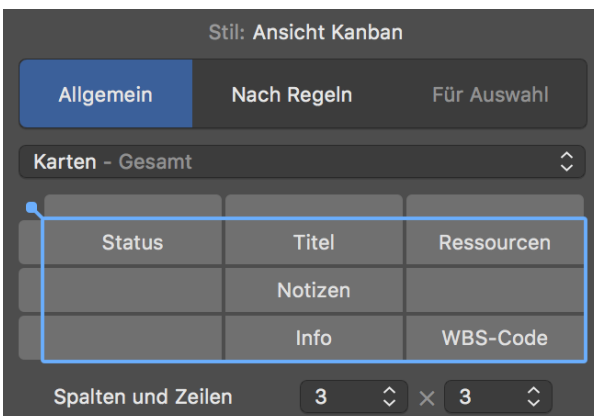 Stil: Ansicht Kanban
Allgemein Nach Regeln Für Auswahl
Karten – Gesamt
Status Titel Ressourcen
Notizen
Info WBS-Code
Spalten und Zeilen 3 × 3